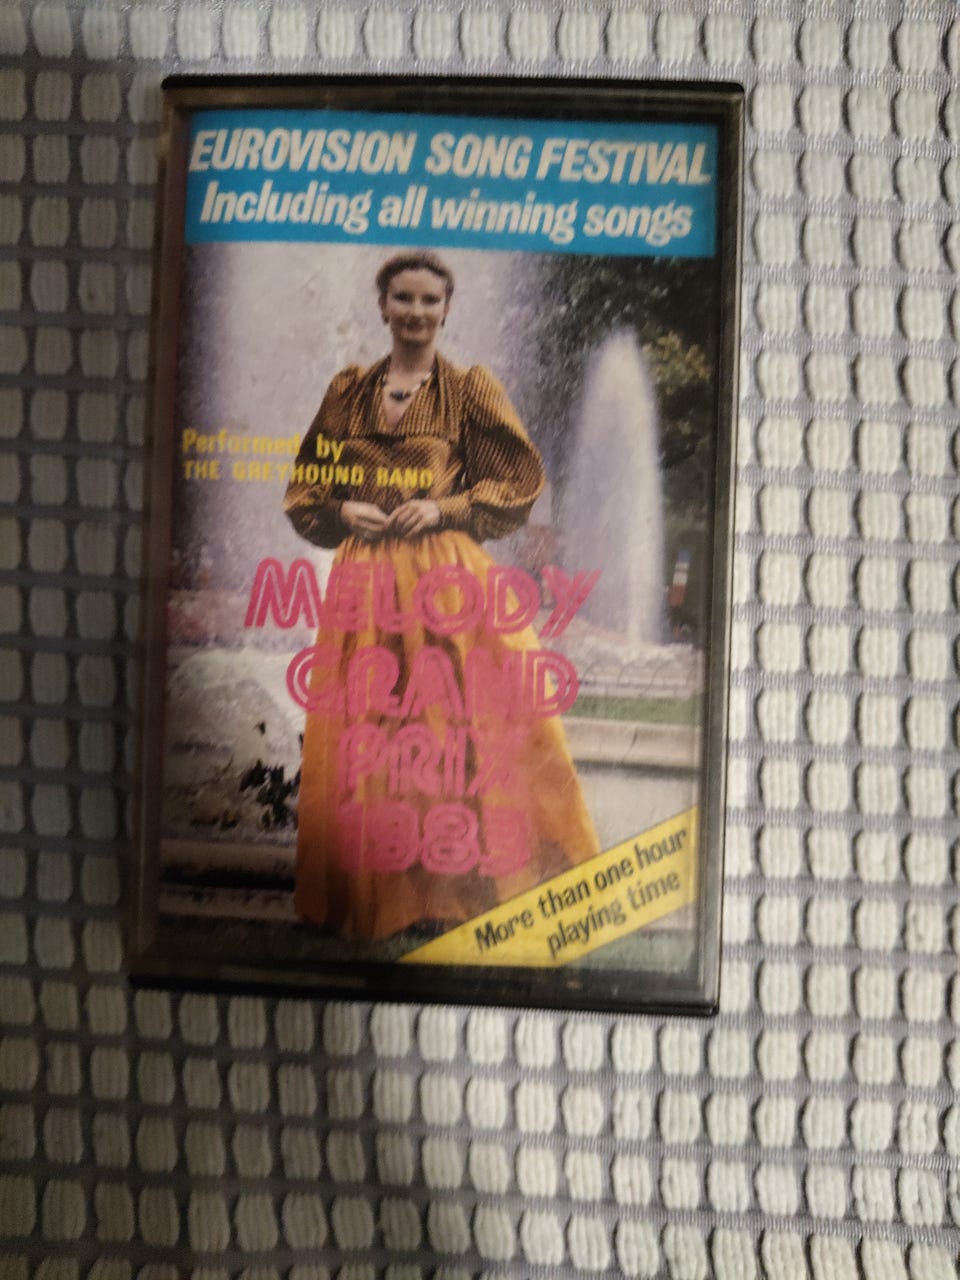 EUROVISION SONG FESTIVAL
Including all winning songs
Performed by
THE GREYHOUND BAND
MELODY
GRAND
PRIX
1983
More than one hour
playing time